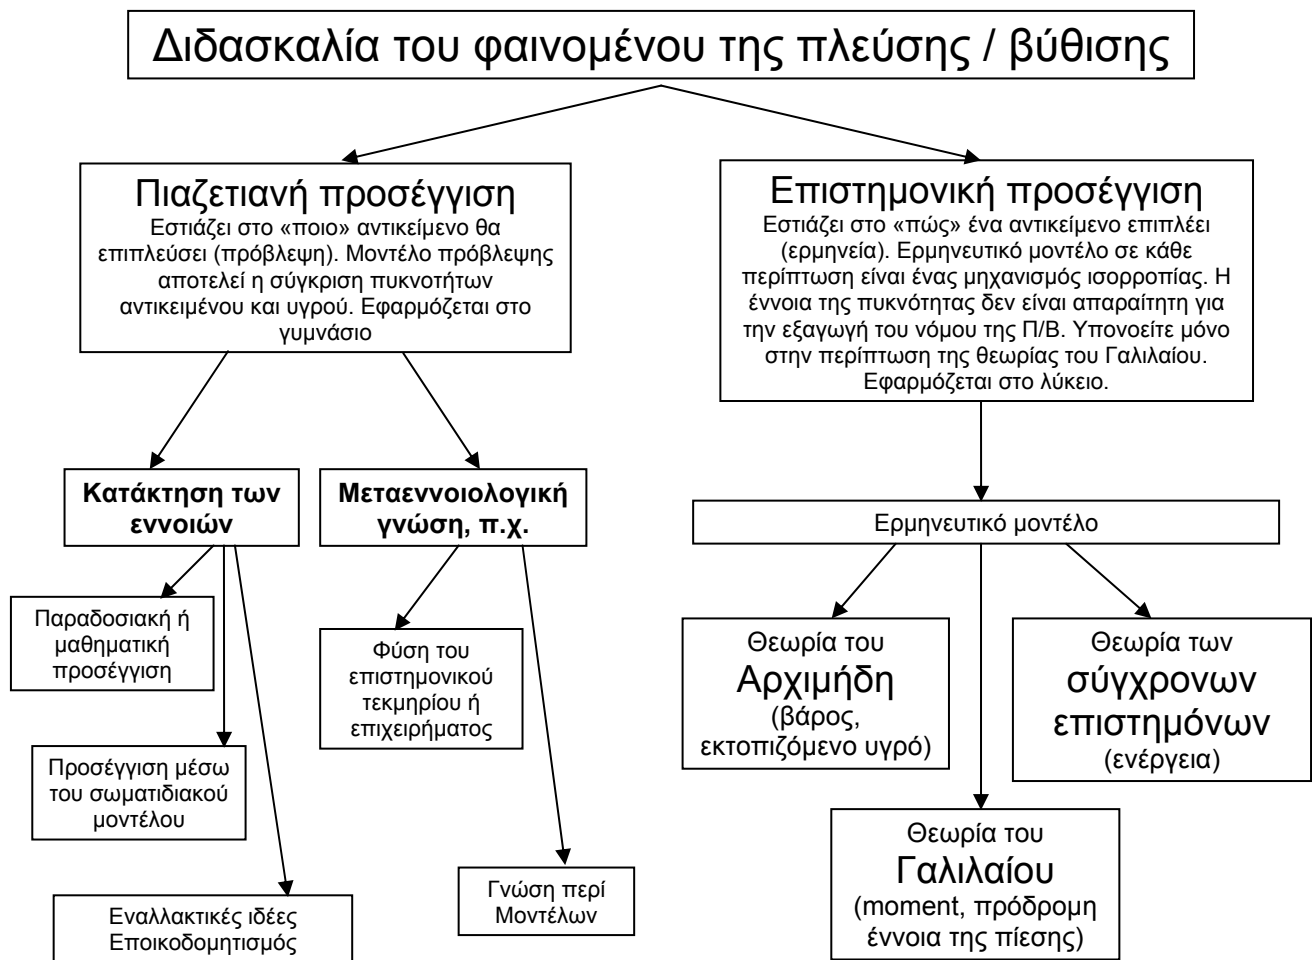 Διδασκαλία του φαινομένου της πλεύσης / βύθισης
Πιαζετιανή προσέγγιση
Εστιάζει στο «ποιο» αντικείμενο θα
επιπλεύσει (πρόβλεψη). Μοντέλο πρόβλεψης
αποτελεί η σύγκριση πυκνοτήτων
αντικειμένου και υγρού. Εφαρμόζεται στο
γυμνάσιο
Επιστημονική προσέγγιση
Εστιάζει στο «πώς» ένα αντικείμενο επιπλέει
(ερμηνεία). Ερμηνευτικό μοντέλο σε κάθε
περίπτωση είναι ένας μηχανισμός ισορροπίας. Η
έννοια της πυκνότητας δεν είναι απαραίτητη για
την εξαγωγή του νόμου της Π/Β. Υπονοείτε μόνο
στην περίπτωση της θεωρίας του Γαλιλαίου.
Εφαρμόζεται στο λύκειο.
Κατάκτηση των
εννοιών
Μεταεννοιολογική
γνώση, π.χ.
Ερμηνευτικό μοντέλο
Παραδοσιακή ή
μαθηματική
προσέγγιση
Φύση του
επιστημονικού
τεκμηρίου ή
επιχειρήματος
Θεωρία του
Αρχιμήδη
(βάρος,
εκτοπιζόμενο υγρό)
Θεωρία των
σύγχρονων
επιστημόνων
(ενέργεια)
Προσέγγιση μέσω
του σωματιδιακού
μοντέλου
Θεωρία του
Γαλιλαίου
(moment, πρόδρομη
έννοια της πίεσης)
Γνώση περί
Μοντέλων
Εναλλακτικές ιδέες
Εποικοδομητισμός